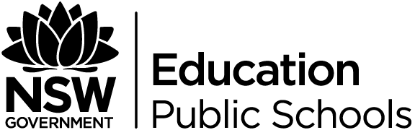 NSW
GOVERNMENT
Education
Public Schools